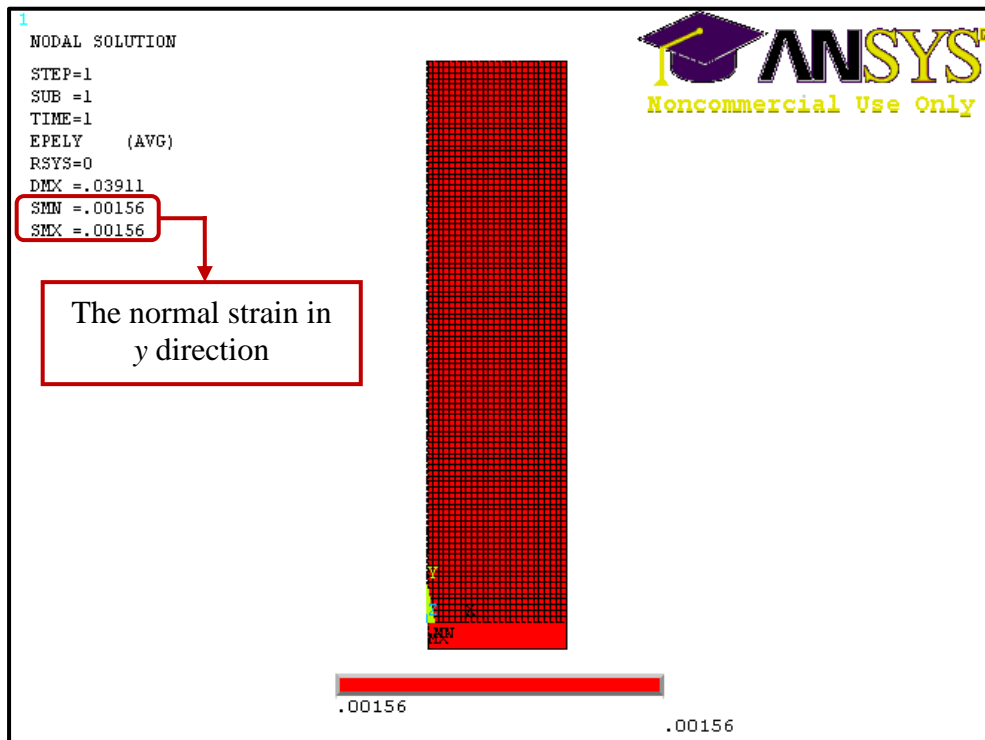 1
NODAL SOLUTION
STEP=1
SUB =1
TIME=1
EPELY (AVG)
RSYS=0
DMX =.03911
SMN =.00156
SMX =.00156
The normal strain in
y direction
ANSYS
Noncommercial Use Only
Y
Z X
MN
MX
.00156
.00156